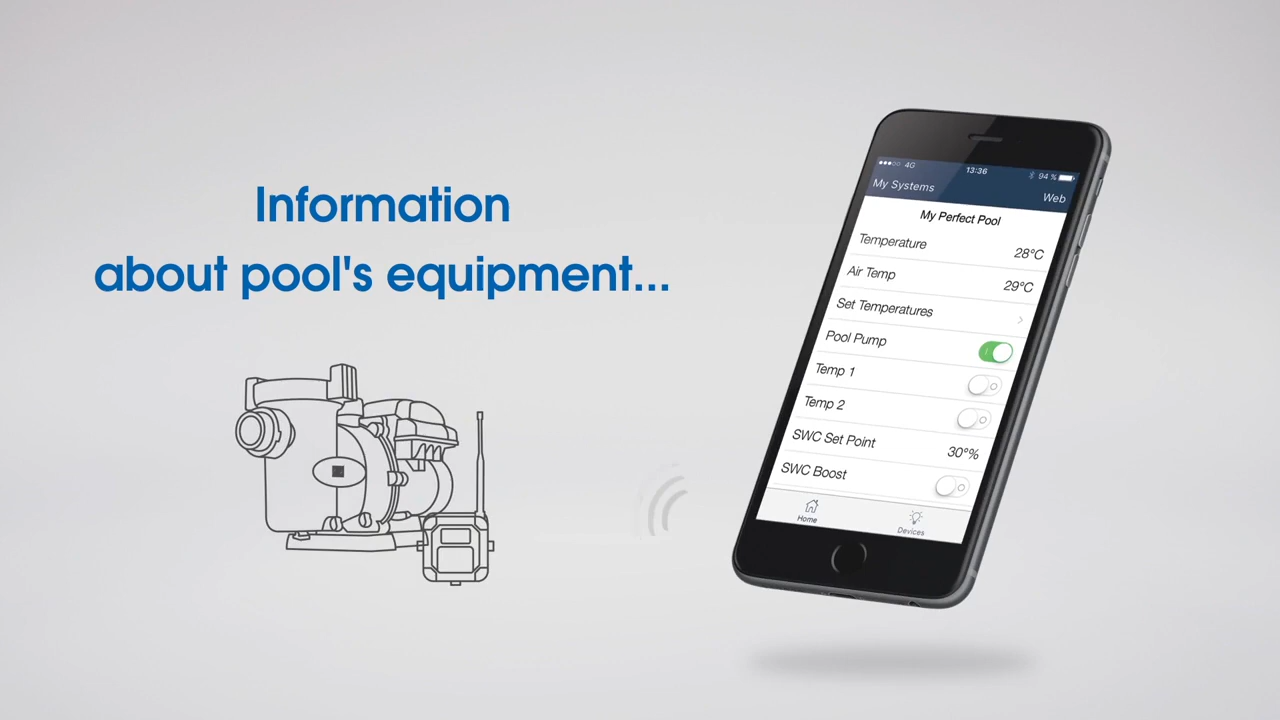 Information
about pool's equipment...
4G
13:36
94 %
My Systems
Web
My Perfect Pool
Temperature
28°C
Air Temp
29°C
Set Temperatures
Pool Pump
Temp 1
Temp 2
SWC Set Point
30°%
SWC Boost
Home
Devices